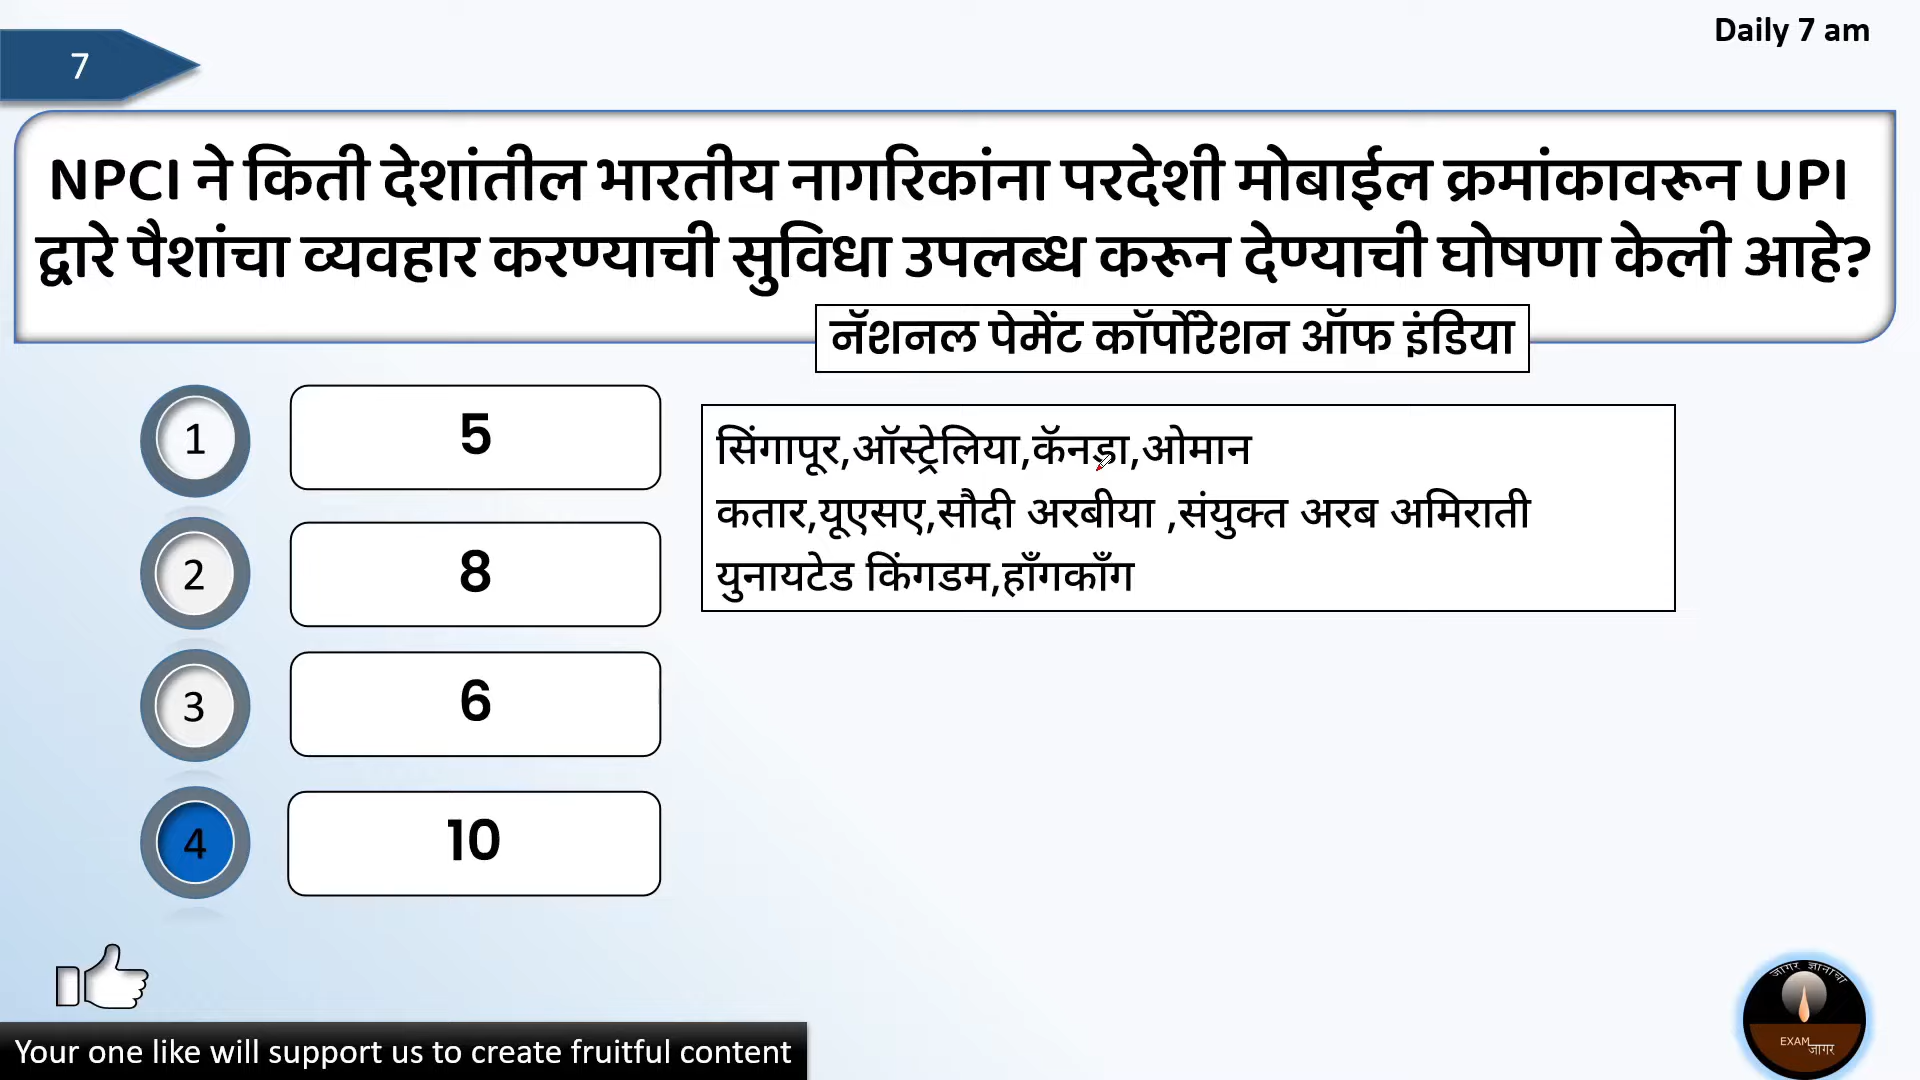 Daily 7 am
7
NPCI ने किती देशांतील भारतीय नागरिकांना परदेशी मोबाईल क्रमांकावरून UPI
द्वारे पैशांचा व्यवहार करण्याची सुविधा उपलब्ध करून देण्याची घोषणा केली आहे?
नॅशनल पेमेंट कॉर्पोरेशन ऑफ इंडिया
1
5
सिंगापूर,ऑस्ट्रेलिया,कॅनडा,ओमान
कतार,यूएसए,सौदी अरबीया ,संयुक्त अरब अमिराती
युनायटेड किंगडम,हाँगकाँग
2
8
3
6
4
10
Your one like will support us to create fruitful content
जागर ज्ञानाचा
EXAM
जागर